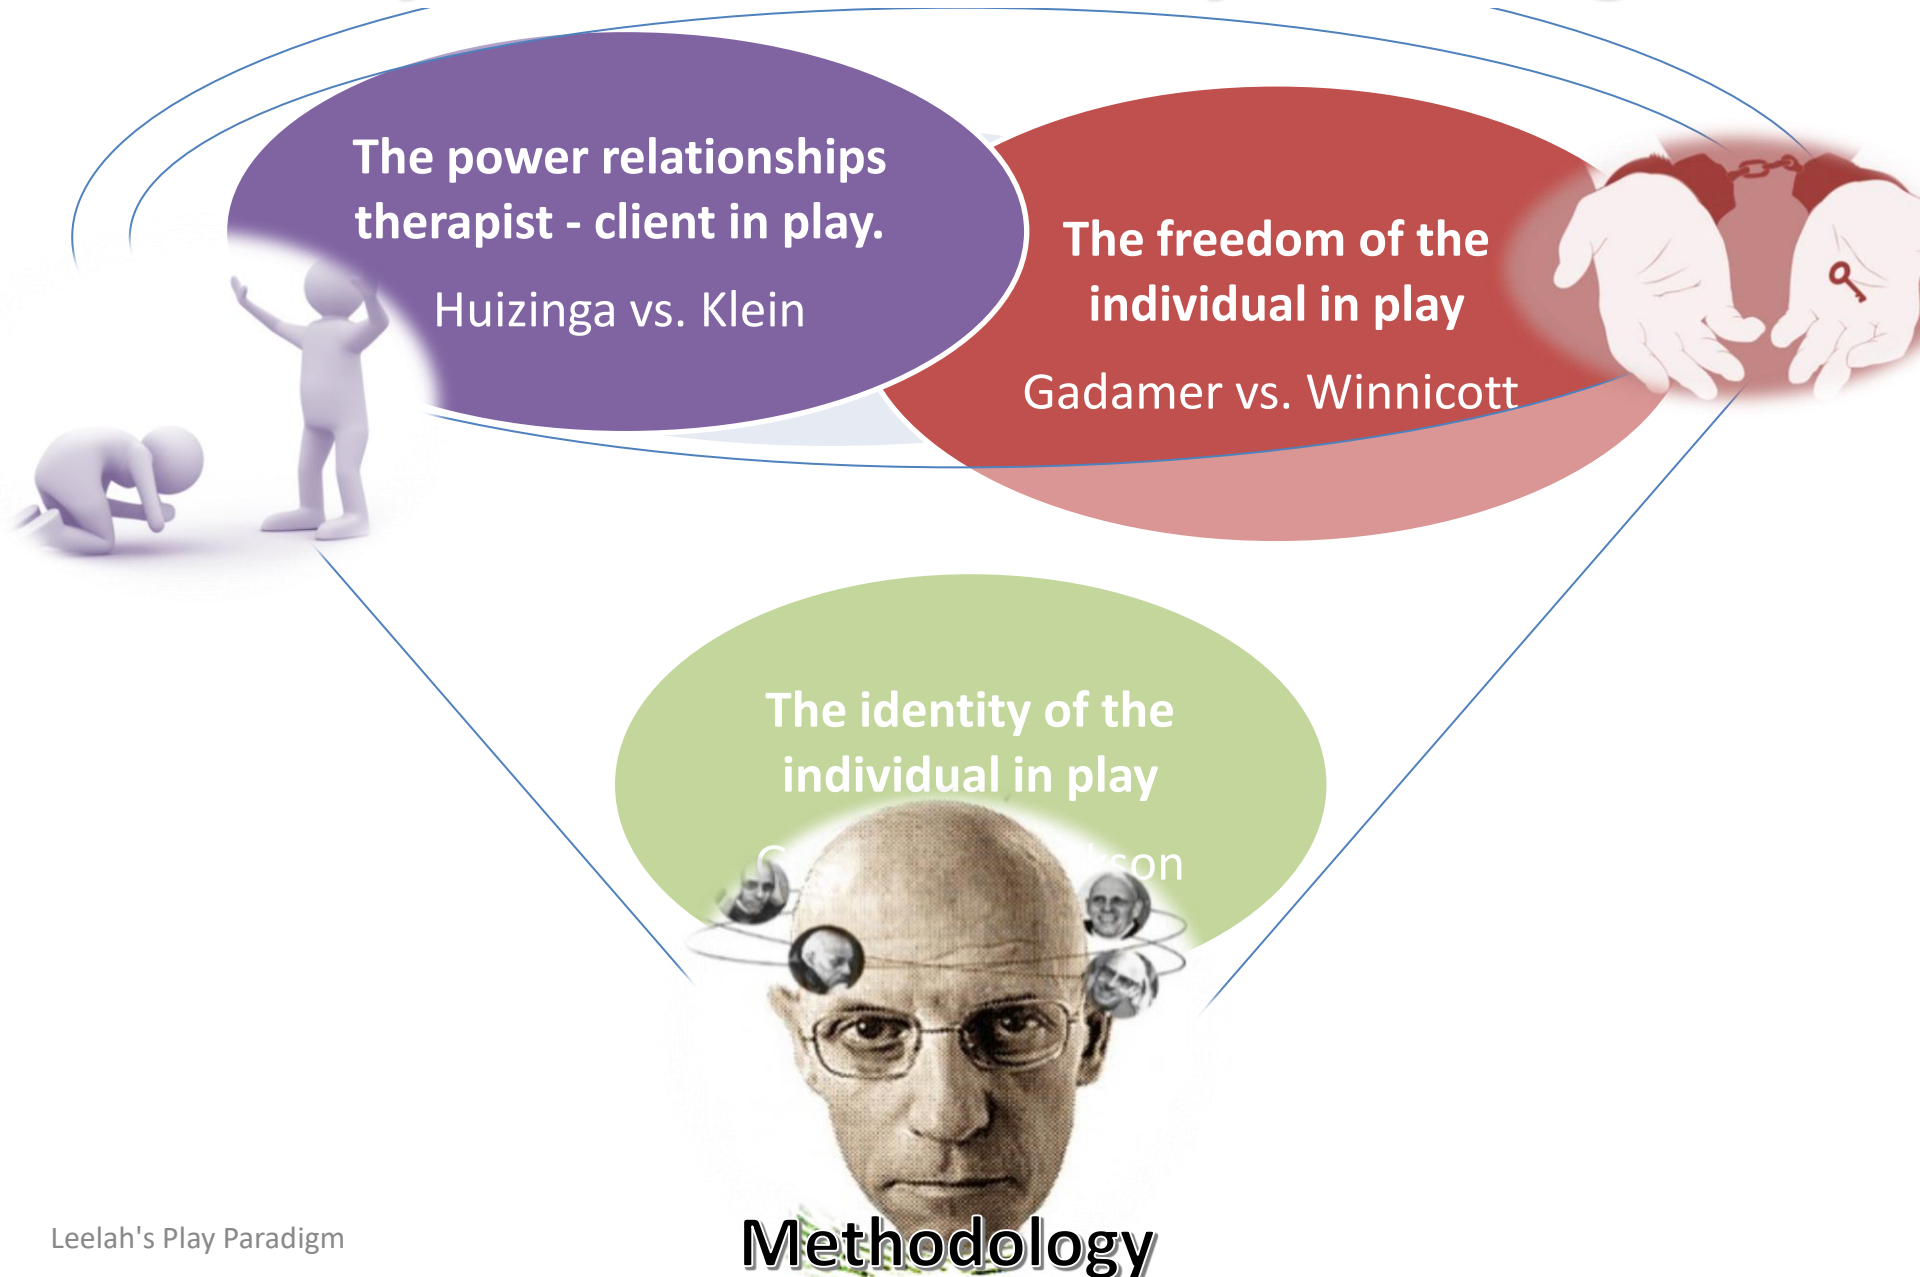 The power relationships
therapist - client in play.
Huizinga vs. Klein
The freedom of the
individual in play
Gadamer vs. Winnicott
The identity of the
individual in play
Leelah's Play Paradigm
Methodology